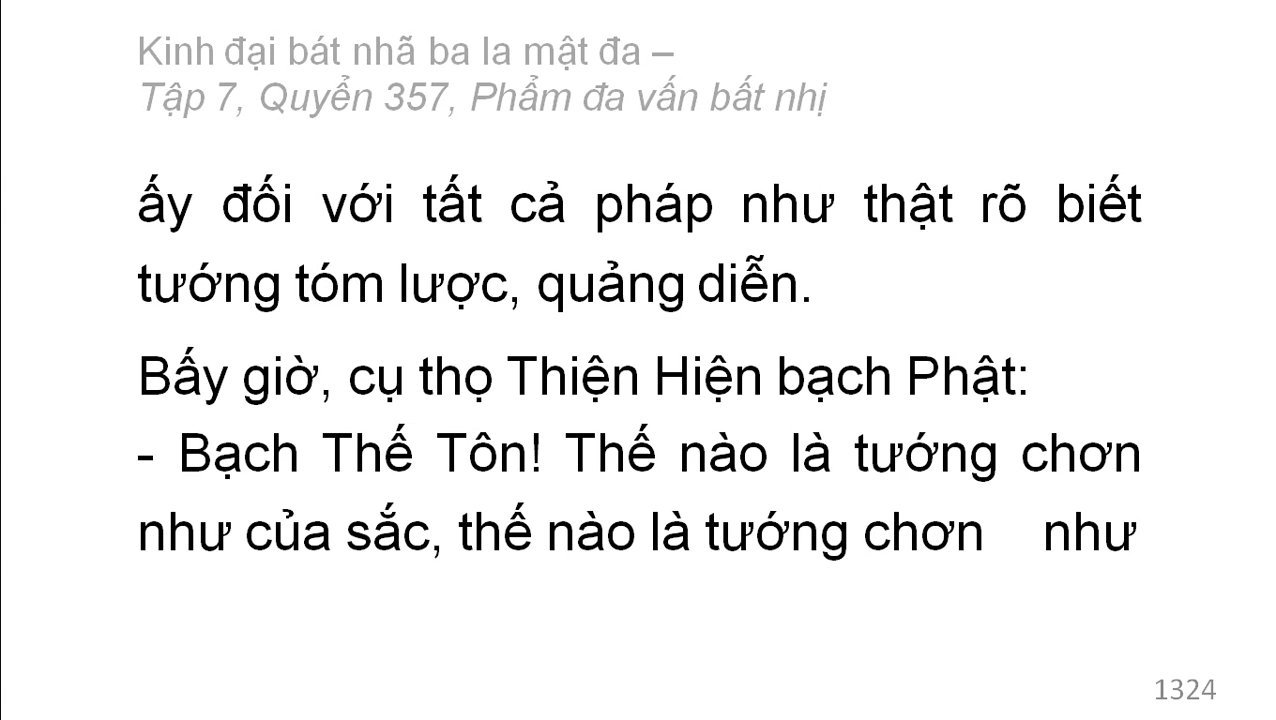 Kinh đại bát nhã ba la mật đa –
Tập 7, Quyển 357, Phẩm đa vấn bất nhị
ấy đối với tất cả pháp như thật rõ biết
tướng tóm lược, quảng diễn.
Bấy giờ, cụ thọ Thiện Hiện bạch Phật:
- Bạch Thế Tôn! Thế nào là tướng chơn
như của sắc, thế nào là tướng chơn như
1324